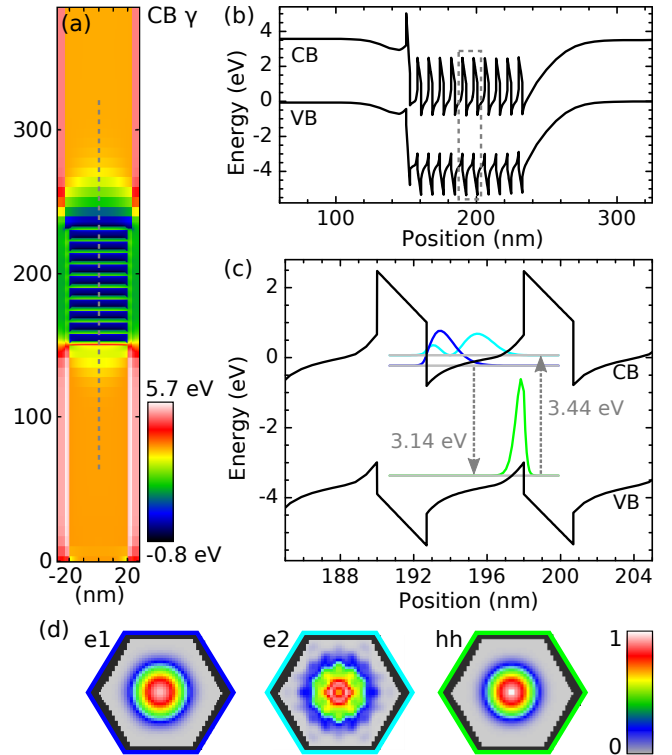 (a)
CB γ
300
200
100
0
-20
20
(nm)
5.7 eV
-0.8 eV
(b)
CB
VB
Energy (eV)
4
2
0
-4
100
200
300
Position (nm)
(c)
CB
VB
3.14 eV
3.44 eV
Energy (eV)
2
0
-2
-4
188
192
196
200
204
Position (nm)
(d)
e1
e2
hh
1
0